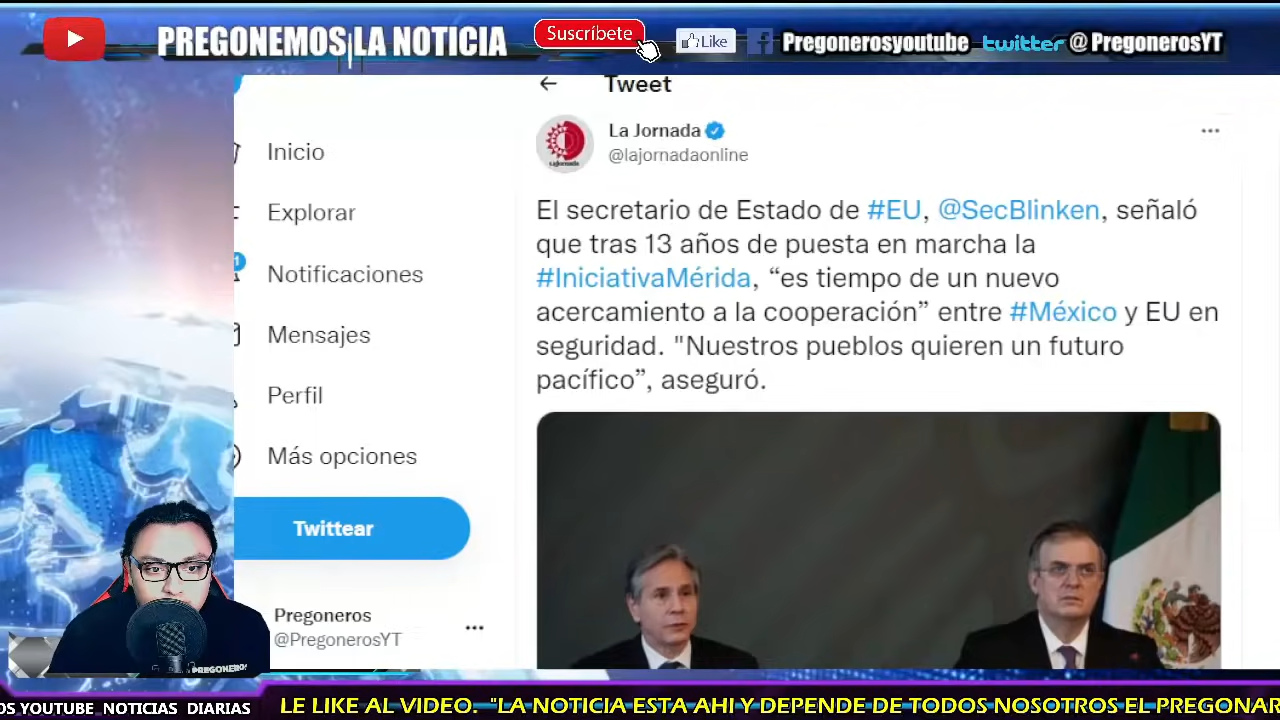 PREGONEMOS LA NOTICIA
Suscríbete
Like
Pregonerosyoutube
twitter @PregonerosYT
Tweet
Inicio
Explorar
1
Notificaciones
Mensajes
Perfil
Más opciones
Twittear
Pregoneros
@PregonerosYT
La Jornada
@lajornadaonline
LaJornada
El secretario de Estado de #EU, @SecBlinken, señaló
que tras 13 años de puesta en marcha la
#IniciativaMérida, “es tiempo de un nuevo
acercamiento a la cooperación” entre #México y EU en
seguridad. "Nuestros pueblos quieren un futuro
pacífico”, aseguró.
PREGONERO
OS YOUTUBE NOTICIAS DIARIAS
LE LIKE AL VIDEO. "LA NOTICIA ESTA AHI Y DEPENDE DE TODOS NOSOTROS EL PREGONAR